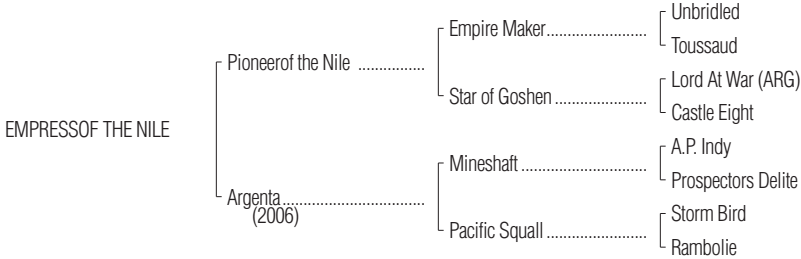 Unbridled
Empire Maker........................
Toussaud
Pioneerof the Nile ................
Lord At War (ARG)
Star of Goshen ......................
Castle Eight
EMPRESSOF THE NILE
A.P. Indy
Mineshaft ..............................
Prospectors Delite
Argenta..................................
(2006)
Storm Bird
Pacific Squall ........................
Rambolie